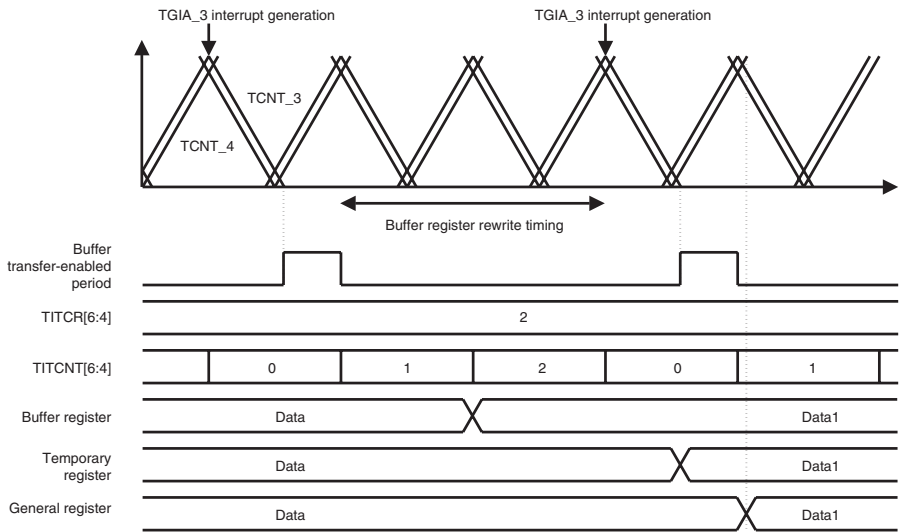 TGIA_3 interrupt generation
TGIA_3 interrupt generation
TCNT_3
TCNT_4
Buffer register rewrite timing
Buffer
transfer-enabled
period
TITCR[6:4]
2
TITCNT[6:4]
0
1
2
0
1
Buffer register
Data
Data1
Temporary
register
Data
Data1
General register
Data
Data1